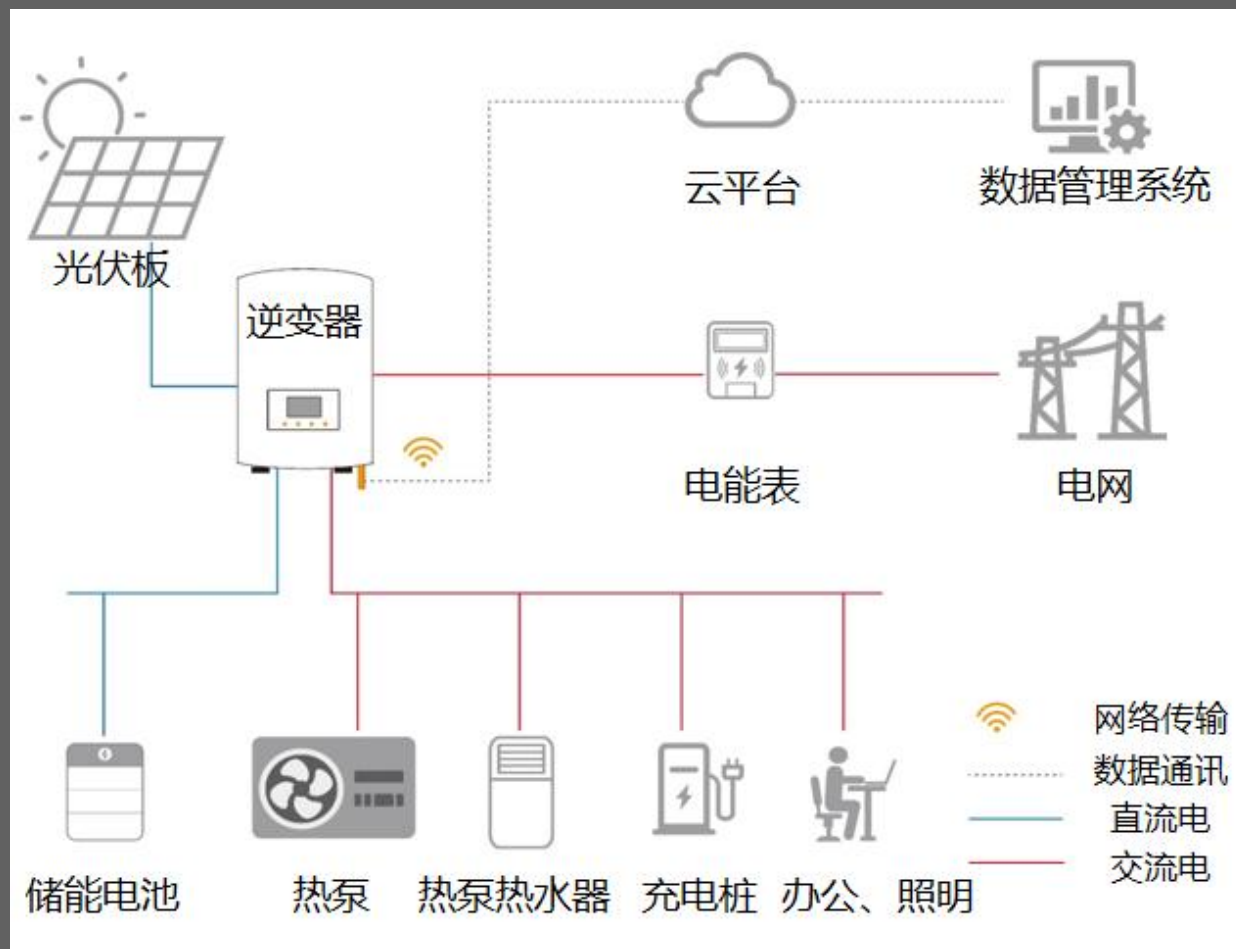 云平台
数据管理系统
光伏板
逆变器
电能表
电网
储能电池
热泵
热泵热水器
充电桩
办公、照明
网络传输
数据通讯
直流电
交流电